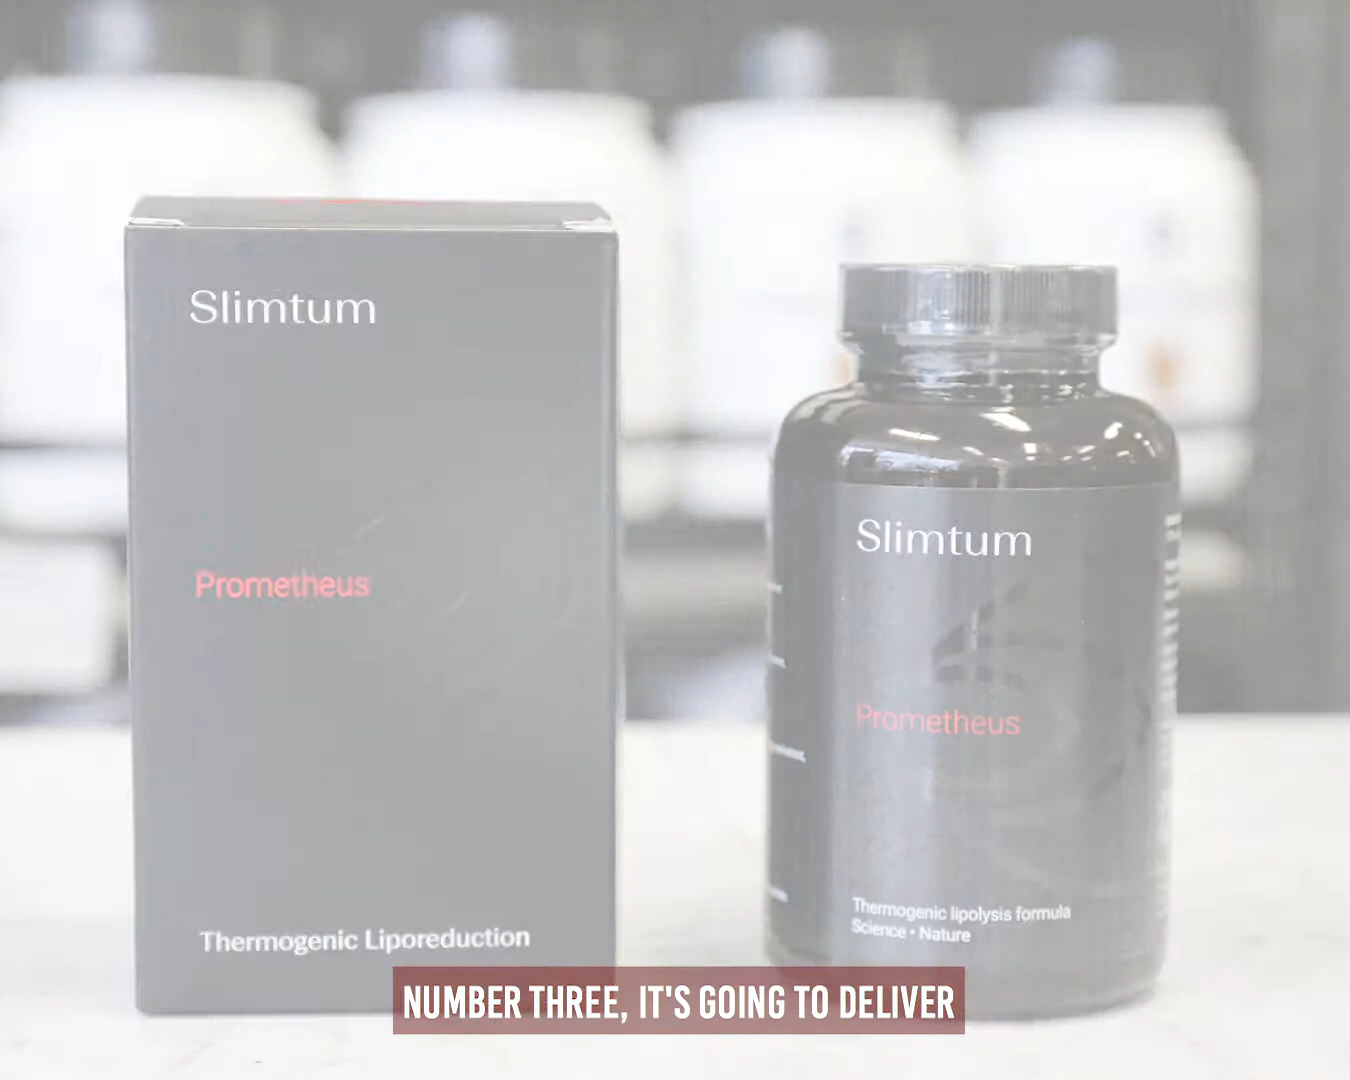 Slimtum
Prometheus
Thermogenic Liporeduction
Slimtum
Prometheus
Thermogenic lipolysis formula
Science • Nature
NUMBER THREE, IT'S GOING TO DELIVER